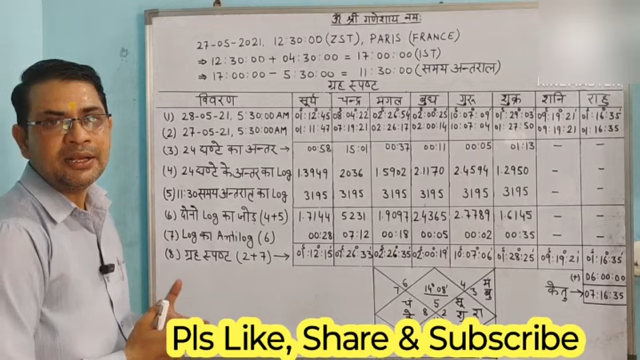 ॐ श्री गणेशाय नमः
27-05-2021, 12:30:00 (ZST), PARIS (FRANCE)
⇒ 12:30:00 + 04:30:00 = 17:00:00 (IST)
⇒ 17:00:00 - 5:30:00 = 11:30:00 (समय अन्तराल)
ग्रह स्पष्ट
विवरण सूर्य चन्द्र मंगल बुध गुरू शुक्र शनि राहु
(1) 28-05-21, 5:30:00 AM 01:12:45 08:04:22 02:26:54 02:00:25 10:07:09 01:29:03 09:19:21 01:16:35
(2) 27-05-21, 5:30:00 AM 01:11:47 07:19:21 02:26:17 02:00:14 10:07:04 01:27:50 09:19:21 01:16:35
(3) 24 घण्टे का अन्तर → 00:58 15:01 00:37 00:11 00:05 01:13 - -
(4) 24 घण्टे के अन्तर का Log 1.3949 2036 1.5902 2.1170 2.4594 1.2950 - -
(5) 11:30 समय अंतराल का Log 3195 3195 3195 3195 3195 3195 - -
(6) दोनो Log का जोड़ (4+5) 1.7144 5231 1.9097 2.4365 2.7789 1.6145 - -
(7) Log का Antilog (6) 00:28 07:12 00:18 00:05 00:02 00:35 - -
(8) ग्रह स्पष्ट (2+7) → 01:12:15 07:26:33 02:26:35 02:00:19 10:07:06 01:28:25 09:19:21 01:16:35
(+) 06:00:00
केतु → 07:16:35
6 14°08' 4 मं
7 3 बु
5 सू
8 2 रा
Pls Like, Share & Subscribe